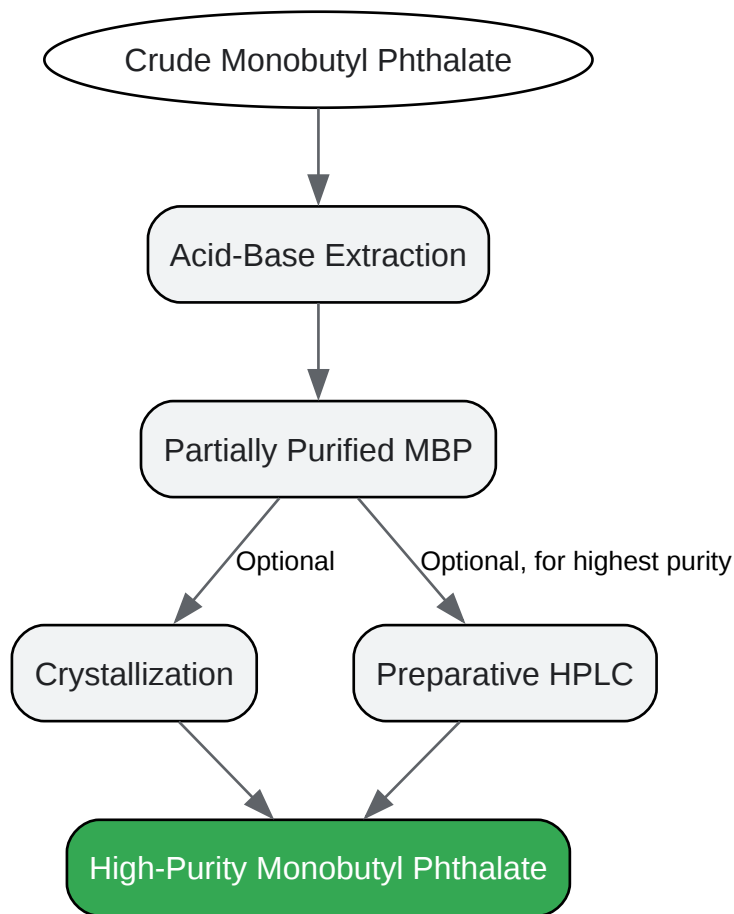 Crude Monobutyl Phthalate
Acid-Base Extraction
Partially Purified MBP
Optional
Optional, for highest purity
Crystallization
Preparative HPLC
High-Purity Monobutyl Phthalate